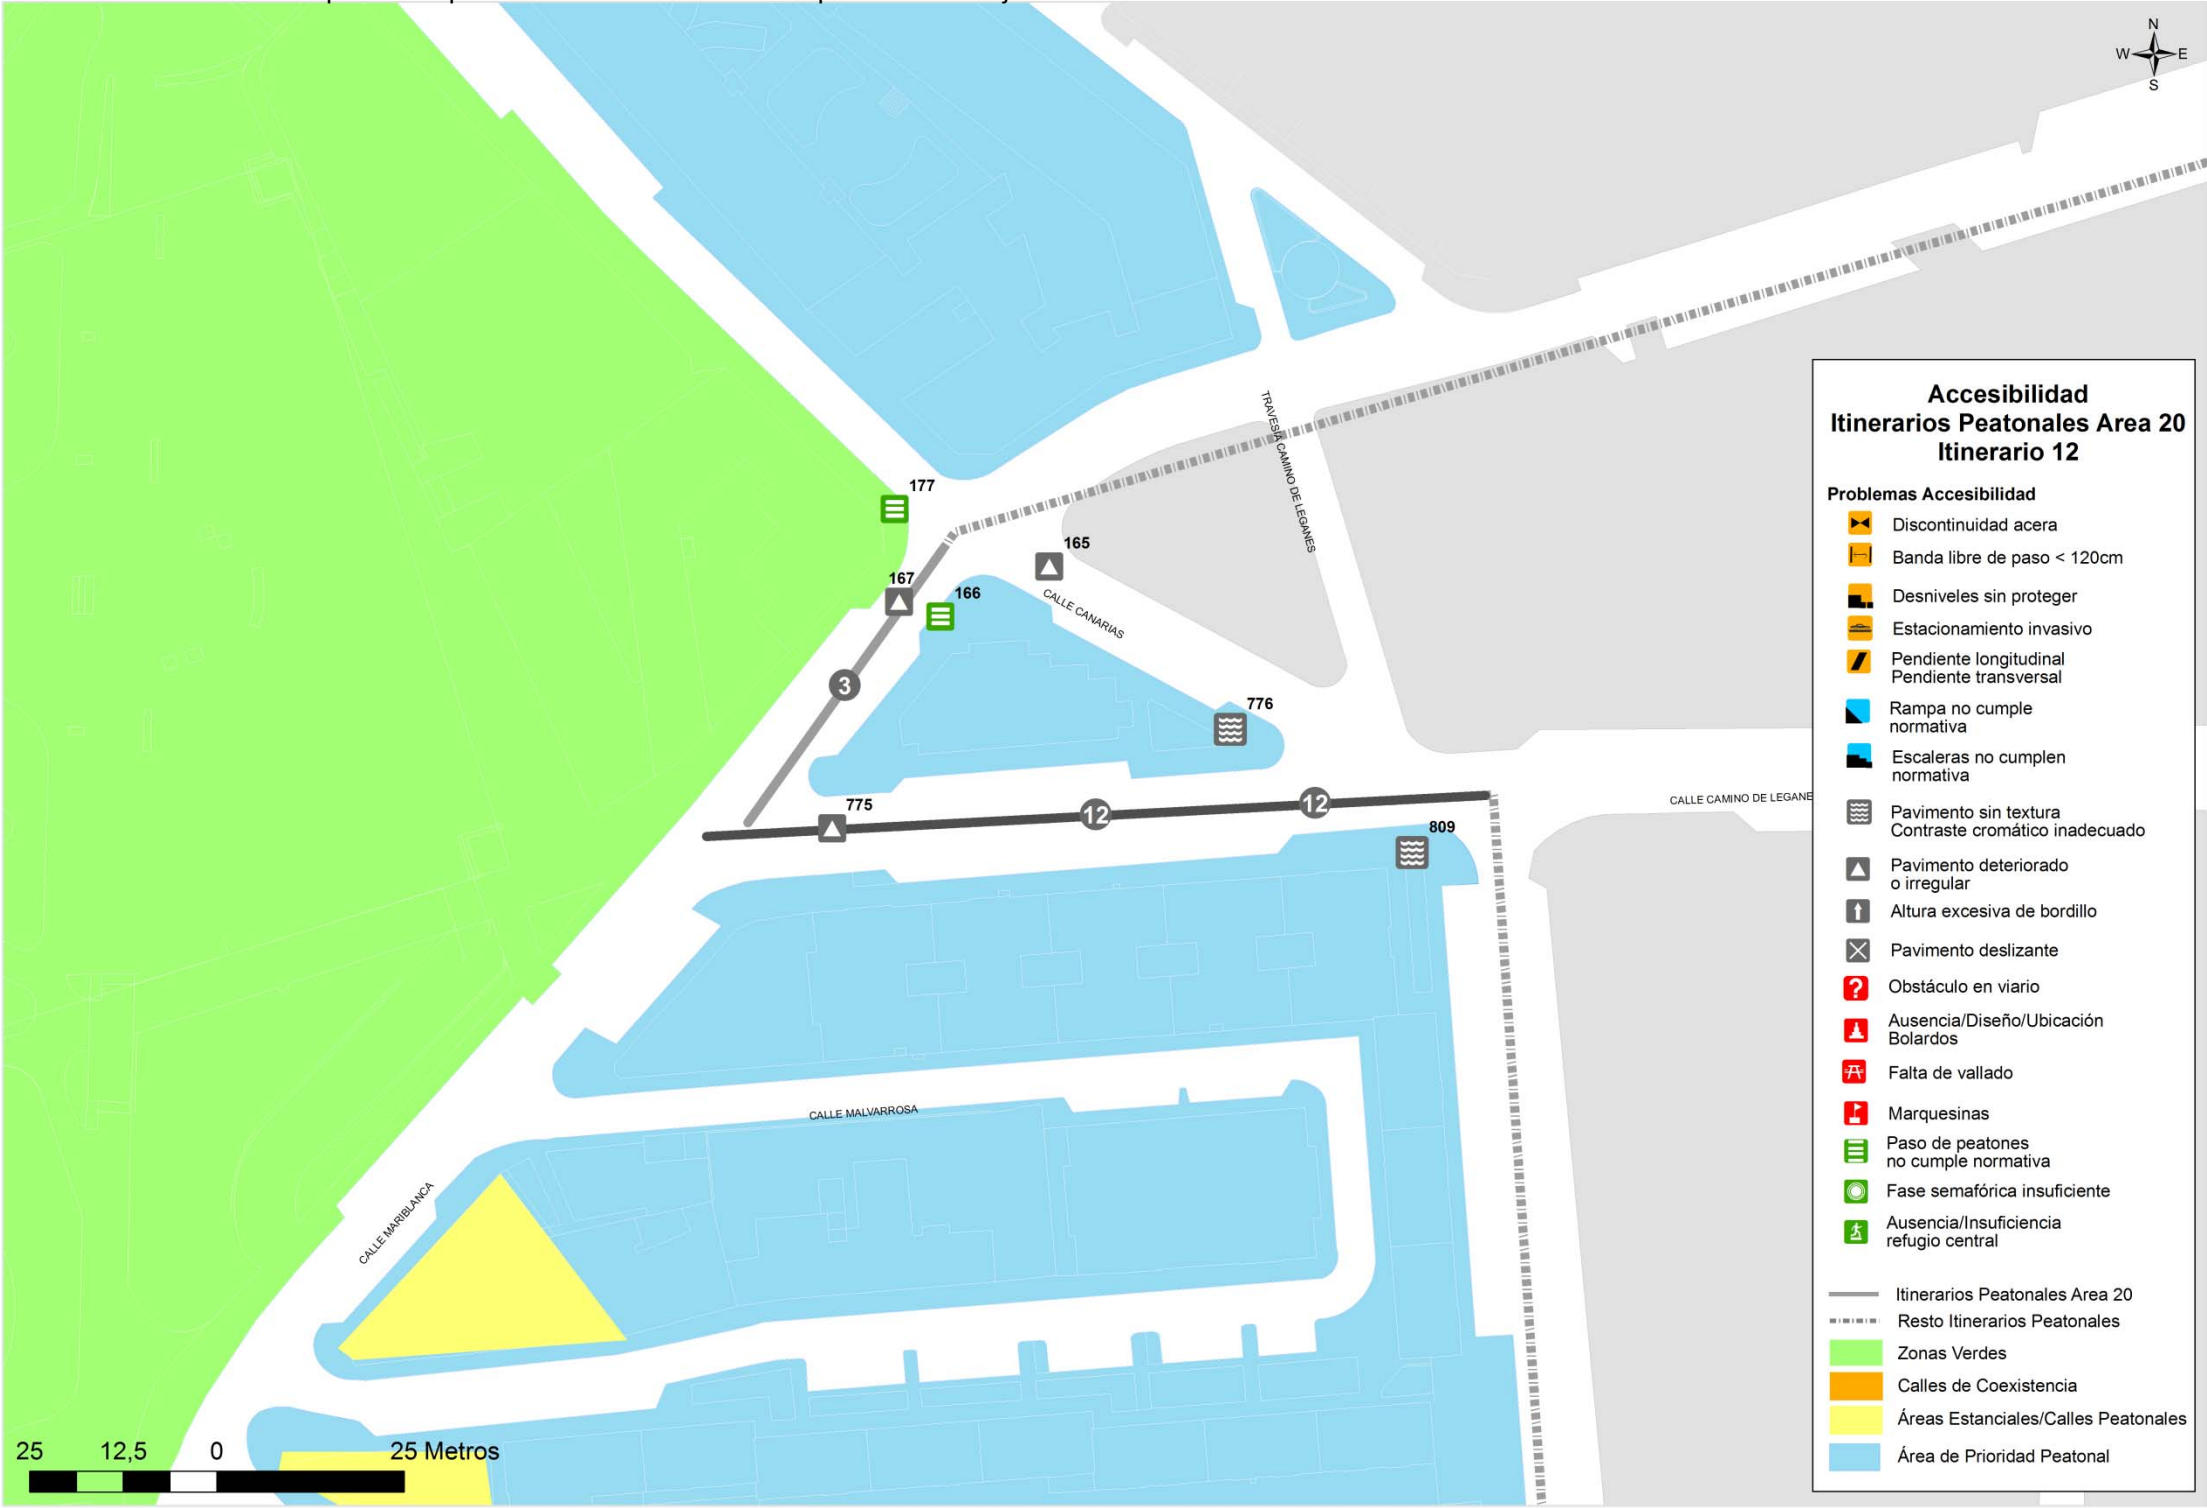 N
W E
S
177
165
167
166
CALLE CANARIAS
TRAVESIA CAMINO DE LEGANES
3
776
775
12
12
809
CALLE CAMINO DE LEGANE
CALLE MALVARROSA
CALLE MARIBLANCA
25 12,5 0 25 Metros
Accesibilidad
Itinerarios Peatonales Area 20
Itinerario 12
Problemas Accesibilidad
Discontinuidad acera
Banda libre de paso < 120cm
Desniveles sin proteger
Estacionamiento invasivo
Pendiente longitudinal
Pendiente transversal
Rampa no cumple
normativa
Escaleras no cumplen
normativa
Pavimento sin textura
Contraste cromático inadecuado
Pavimento deteriorado
o irregular
Altura excesiva de bordillo
Pavimento deslizante
?
Obstáculo en viario
Ausencia/Diseño/Ubicación
Bolardos
Falta de vallado
Marquesinas
Paso de peatones
no cumple normativa
Fase semafórica insuficiente
Ausencia/Insuficiencia
refugio central
Itinerarios Peatonales Area 20
Resto Itinerarios Peatonales
Zonas Verdes
Calles de Coexistencia
Áreas Estanciales/Calles Peatonales
Área de Prioridad Peatonal